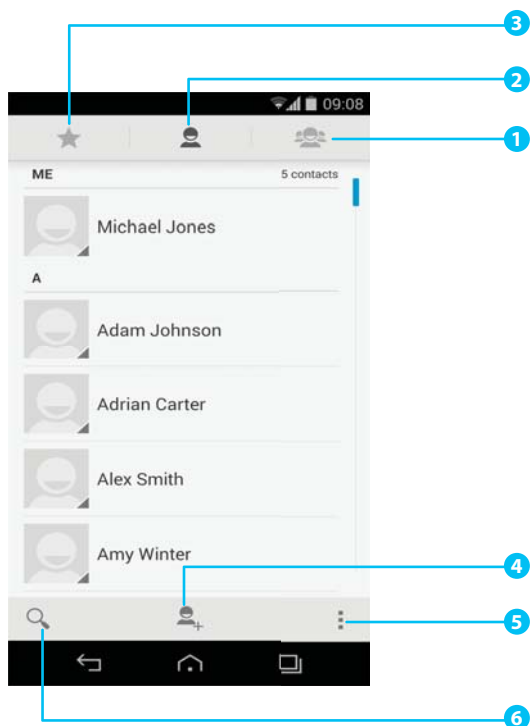 3
2
09:08
1
ME 5 contacts
Michael Jones
A
Adam Johnson
Adrian Carter
Alex Smith
Amy Winter
4
5
6